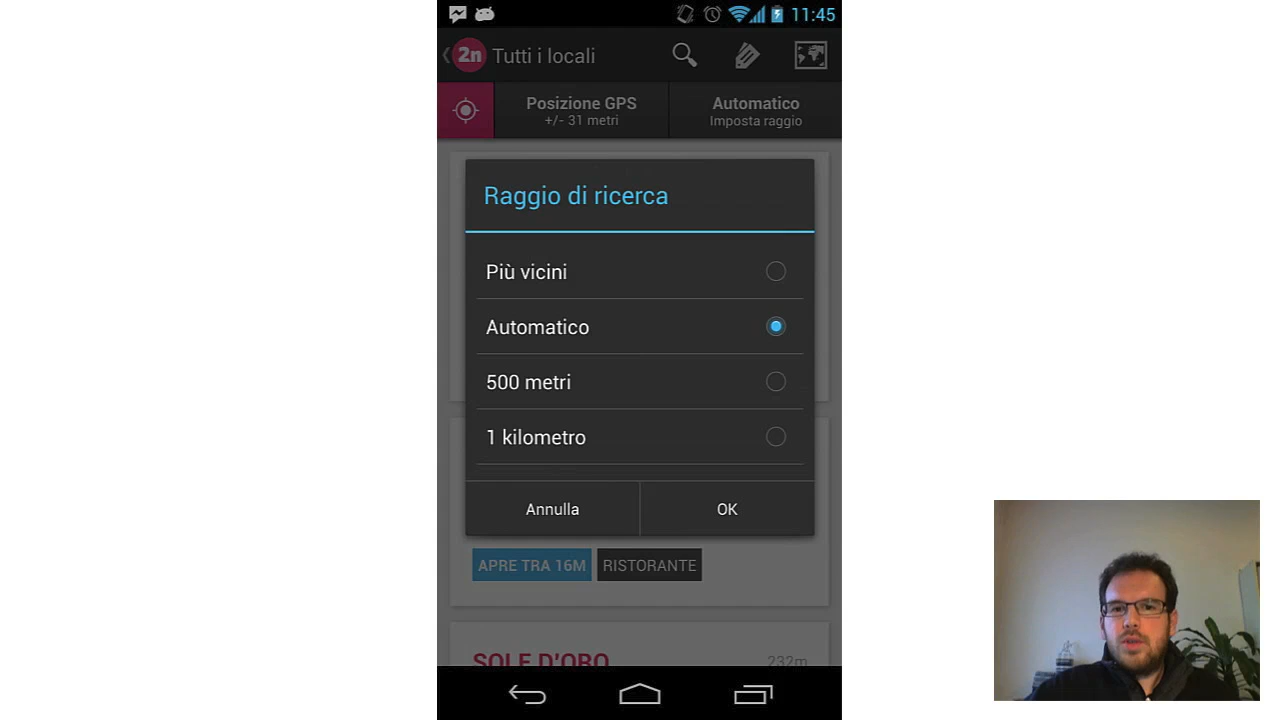 11:45
2n Tutti i locali
Posizione GPS
+/- 31 metri
Automatico
Imposta raggio
Raggio di ricerca
Più vicini
Automatico
500 metri
1 kilometro
Annulla
OK
APRE TRA 16M
RISTORANTE
SOLE D'ORO
232m